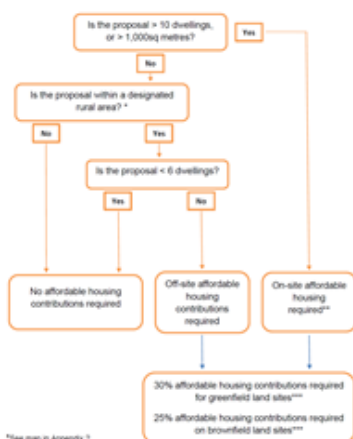 Is the proposal > 10 dwellings,
or > 1,000sq metres?
Yes
No
Is the proposal within a designated
rural area? *
No
Yes
Is the proposal < 6 dwellings?
Yes
No
No affordable housing
contributions required
Off-site affordable
housing
contributions
required
On-site affordable
housing
required**
30% affordable housing contributions required
for greenfield land sites***
25% affordable housing contributions required
on brownfield land sites***
*See map in Appendix 2